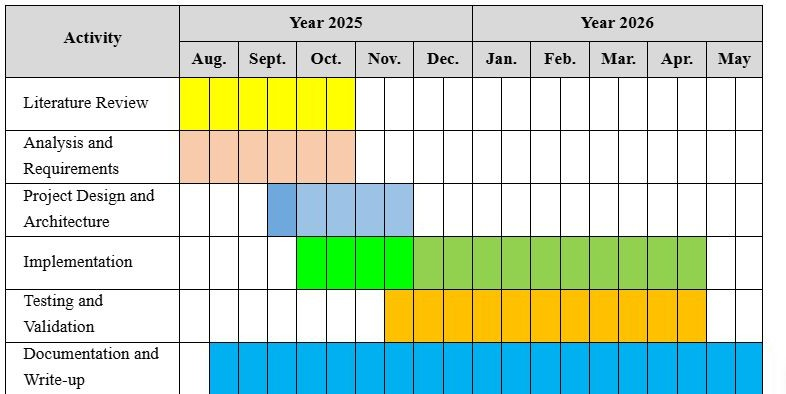 Activity
Year 2025
Year 2026
Aug.
Sept.
Oct.
Nov.
Dec.
Jan.
Feb.
Mar.
Apr.
May
Literature Review
Analysis and
Requirements
Project Design and
Architecture
Implementation
Testing and
Validation
Documentation and
Write-up